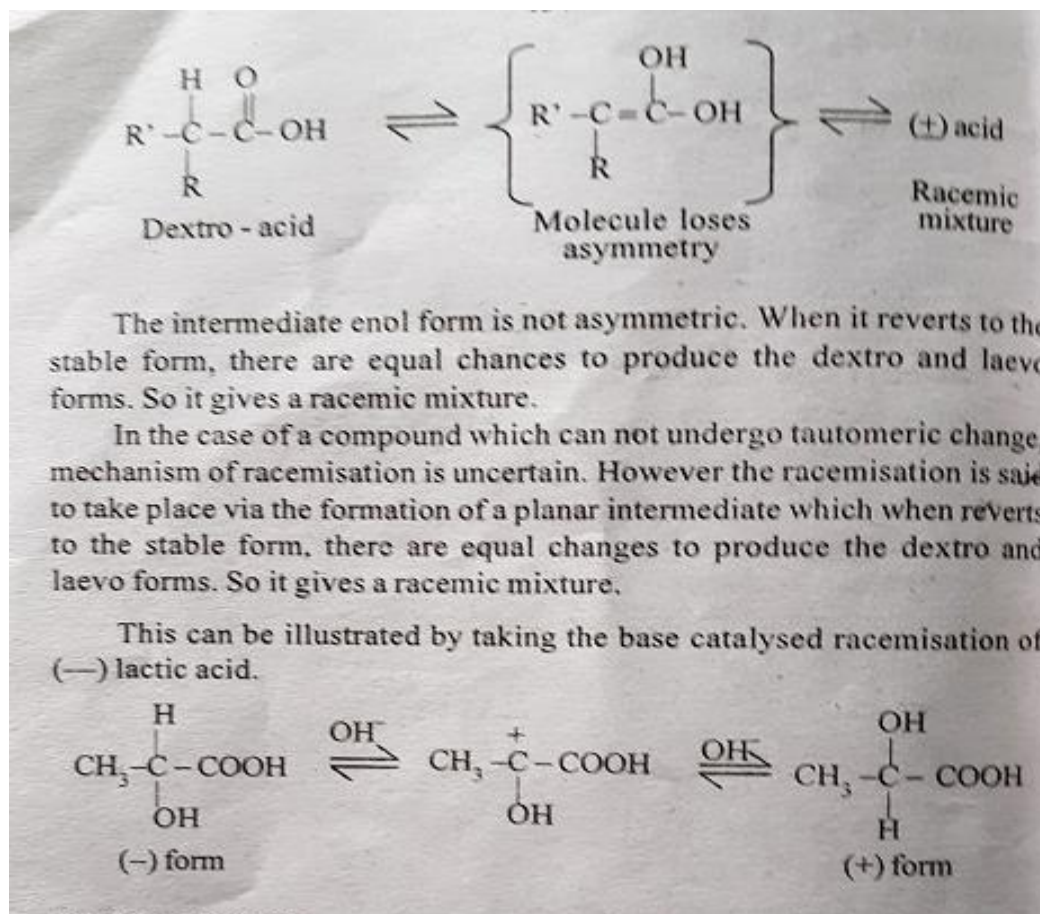 H O OH
R' –C – C– OH ⇌ { R' –C = C– OH } ⇌ (±) acid
R R
Dextro - acid Molecule loses asymmetry Racemic mixture
The intermediate enol form is not asymmetric. When it reverts to the
stable form, there are equal chances to produce the dextro and laevo
forms. So it gives a racemic mixture.
In the case of a compound which can not undergo tautomeric change,
mechanism of racemisation is uncertain. However the racemisation is said
to take place via the formation of a planar intermediate which when reverts
to the stable form, there are equal changes to produce the dextro and
laevo forms. So it gives a racemic mixture.
This can be illustrated by taking the base catalysed racemisation of
(—) lactic acid.
H OH⁻ + OH⁻ OH
CH₃–C–COOH ⇌ CH₃–C–COOH ⇌ CH₃–C–COOH
OH OH H
(–) form (+) form